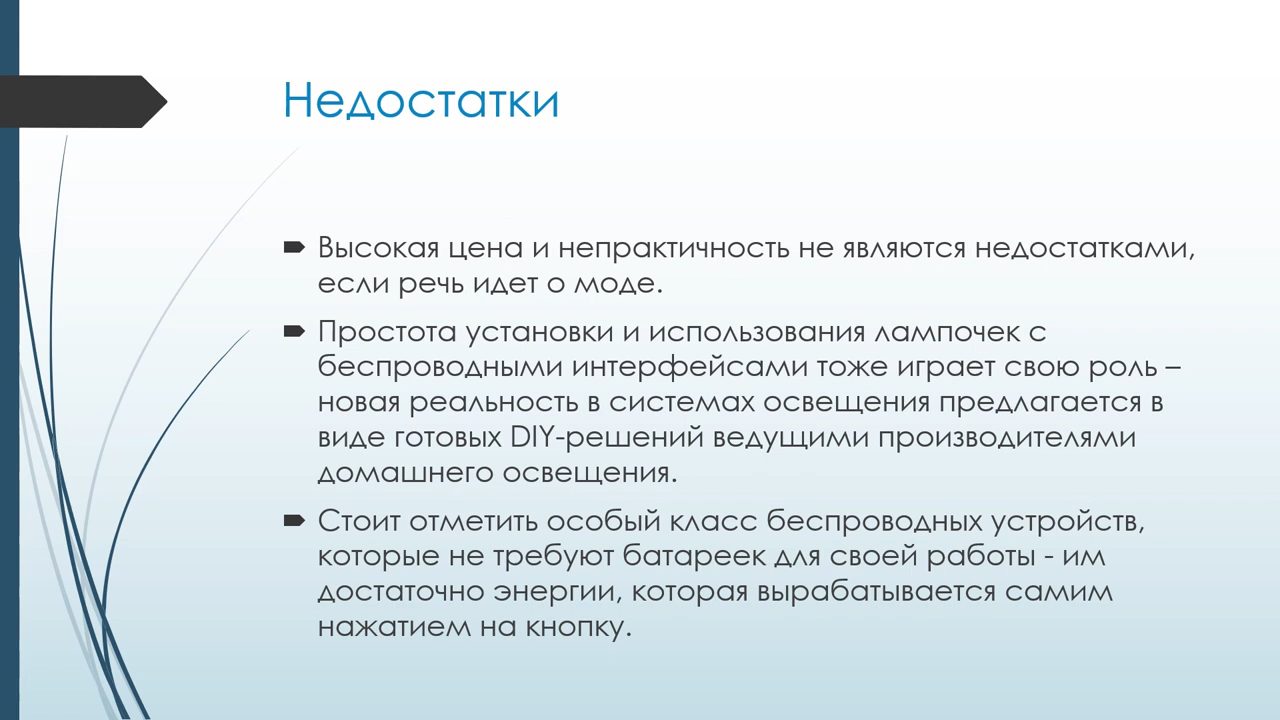 Недостатки
Высокая цена и непрактичность не являются недостатками,
если речь идет о моде.
Простота установки и использования лампочек с
беспроводными интерфейсами тоже играет свою роль –
новая реальность в системах освещения предлагается в
виде готовых DIY-решений ведущими производителями
домашнего освещения.
Стоит отметить особый класс беспроводных устройств,
которые не требуют батареек для своей работы - им
достаточно энергии, которая вырабатывается самим
нажатием на кнопку.